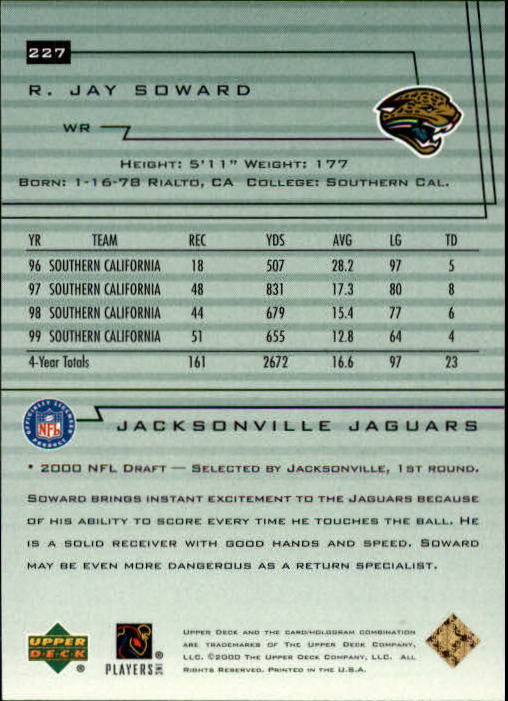 227
R. JAY SOWARD
WR
HEIGHT: 5'11" WEIGHT: 177
BORN: 1-16-78 RIALTO, CA COLLEGE: SOUTHERN CAL.
YR TEAM REC YDS AVG LG TD
96 SOUTHERN CALIFORNIA 18 507 28.2 97 5
97 SOUTHERN CALIFORNIA 48 831 17.3 80 8
98 SOUTHERN CALIFORNIA 44 679 15.4 77 6
99 SOUTHERN CALIFORNIA 51 655 12.8 64 4
4-Year Totals 161 2672 16.6 97 23
OFFICIALLY LICENSED PRODUCT
NFL
JACKSONVILLE JAGUARS
• 2000 NFL DRAFT — SELECTED BY JACKSONVILLE, 1ST ROUND.
SOWARD BRINGS INSTANT EXCITEMENT TO THE JAGUARS BECAUSE
OF HIS ABILITY TO SCORE EVERY TIME HE TOUCHES THE BALL. HE
IS A SOLID RECEIVER WITH GOOD HANDS AND SPEED. SOWARD
MAY BE EVEN MORE DANGEROUS AS A RETURN SPECIALIST.
UPPER DECK ®
PLAYERS INC ®
UPPER DECK AND THE CARD/HOLOGRAM COMBINATION
ARE TRADEMARKS OF THE UPPER DECK COMPANY,
LLC. ©2000 THE UPPER DECK COMPANY, LLC. ALL
RIGHTS RESERVED. PRINTED IN THE U.S.A.